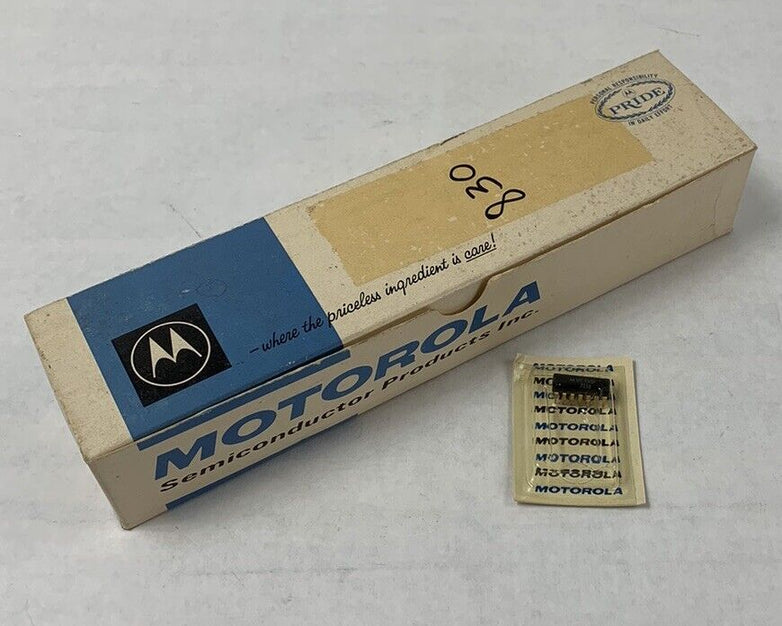 PERSONAL RESPONSIBILITY
PRIDE
IN DAILY EFFORT
830
— where the priceless ingredient is care!
MOTOROLA
Semiconductor Products Inc.
MOTOROLA
MOTOROLA
MOTOROLA
MOTOROLA
MOTOROLA
MOTOROLA
MOTOROLA